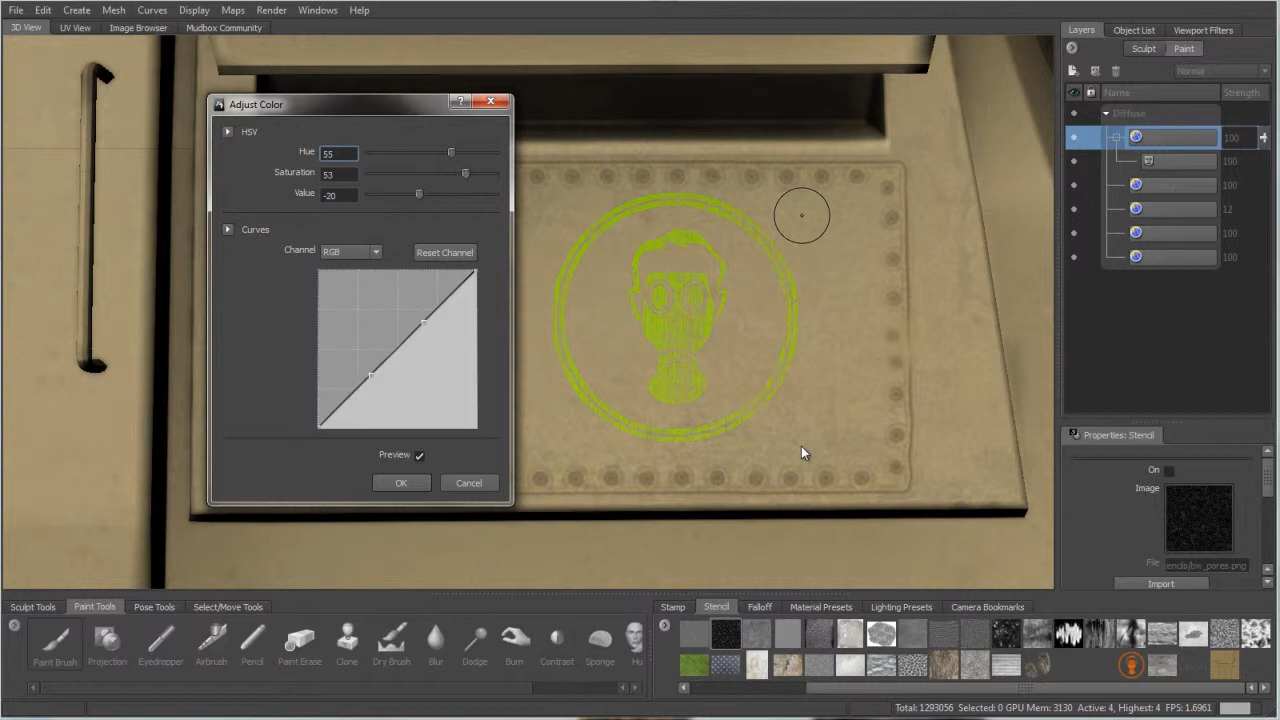 File Edit Create Mesh Curves Display Maps Render Windows Help
3D View UV View Image Browser Mudbox Community
Layers Object List Viewport Filters
Sculpt Paint
Normal
Name Strength
Diffuse
100
100
100
12
100
100
Adjust Color
?
HSV
Hue 55
Saturation 53
Value -20
Curves
Channel RGB Reset Channel
Preview
OK Cancel
Properties: Stencil
On
Image
File encils/bw_pores.png
Import
Sculpt Tools Paint Tools Pose Tools Select/Move Tools
Paint Brush Projection Eyedropper Airbrush Pencil Paint Erase Clone Dry Brush Blur Dodge Burn Contrast Sponge Hu
Stamp Stencil Falloff Material Presets Lighting Presets Camera Bookmarks
Total: 1293056 Selected: 0 GPU Mem: 3130 Active: 4, Highest: 4 FPS: 1.6961